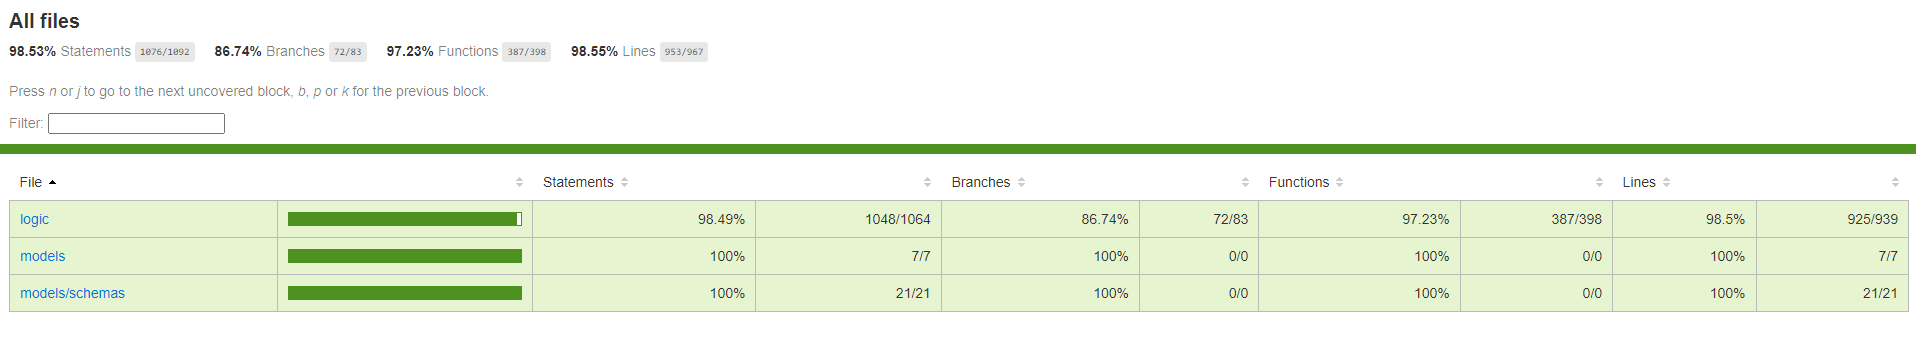 All files
98.53% Statements 1076/1092 86.74% Branches 72/83 97.23% Functions 387/398 98.55% Lines 953/967
Press n or j to go to the next uncovered block, b, p or k for the previous block.
Filter:
File Statements Branches Functions Lines
logic 98.49% 1048/1064 86.74% 72/83 97.23% 387/398 98.5% 925/939
models 100% 7/7 100% 0/0 100% 0/0 100% 7/7
models/schemas 100% 21/21 100% 0/0 100% 0/0 100% 21/21